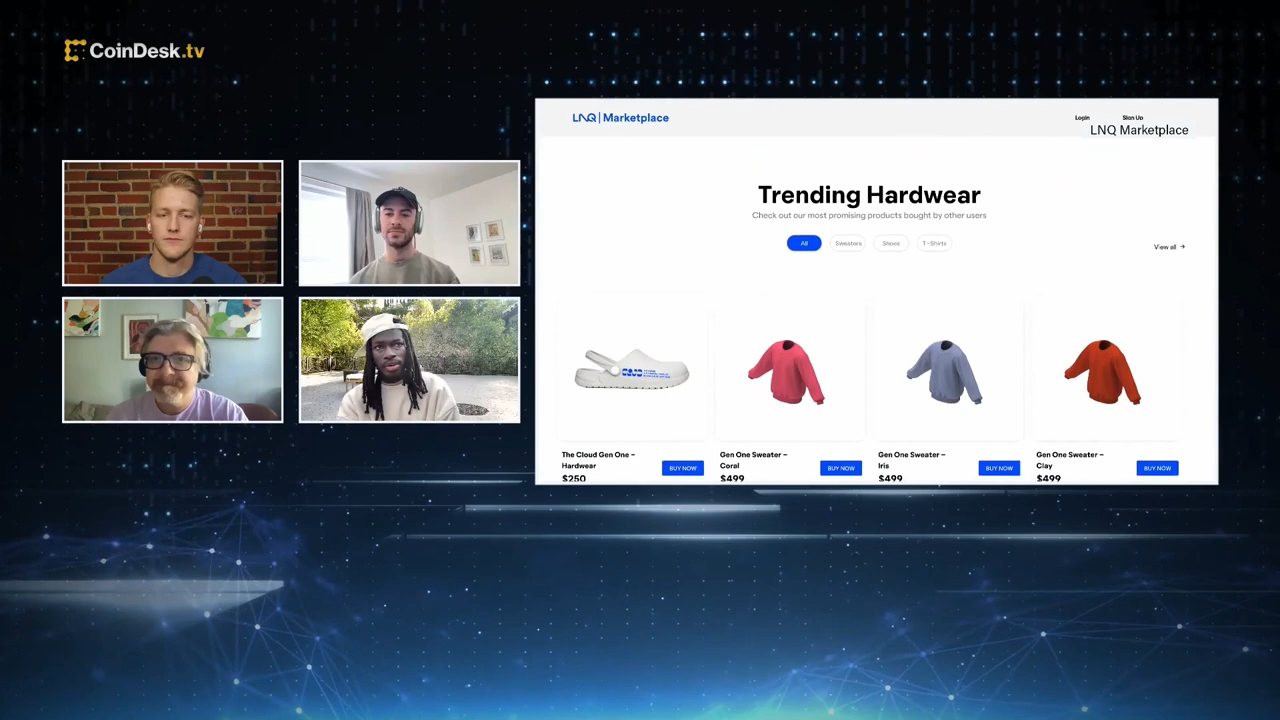 CoinDesk.tv
LNQ | Marketplace
Login
Sign Up
LNQ Marketplace
Trending Hardwear
Check out our most promising products bought by other users
All
Sweaters
Shoes
T-Shirts
View all →
The Cloud Gen One –
Hardwear
$250
BUY NOW
Gen One Sweater –
Coral
$499
BUY NOW
Gen One Sweater –
Iris
$499
BUY NOW
Gen One Sweater –
Clay
$499
BUY NOW